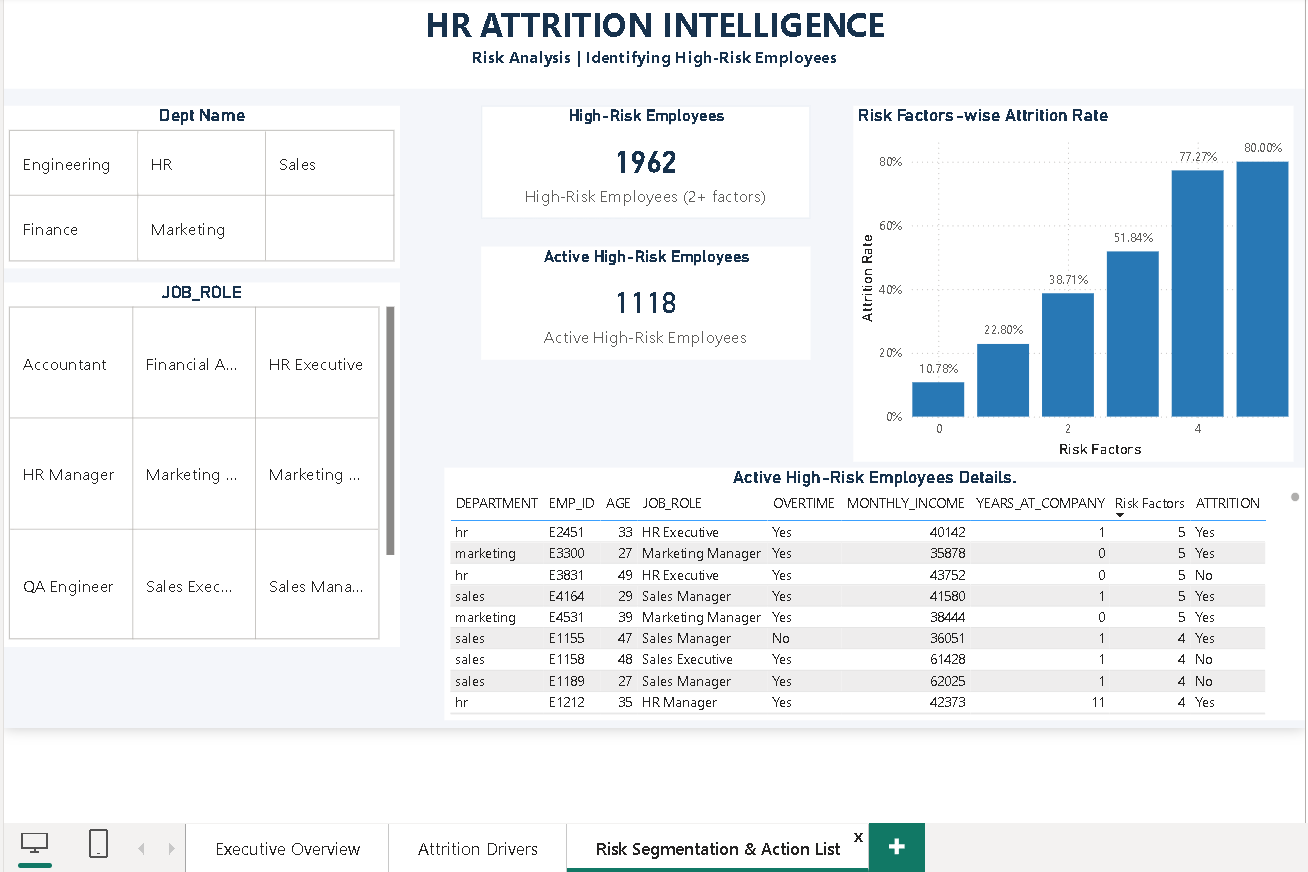 HR ATTRITION INTELLIGENCE
Risk Analysis | Identifying High-Risk Employees
Dept Name
Engineering HR Sales
Finance Marketing
JOB_ROLE
Accountant Financial A... HR Executive
HR Manager Marketing ... Marketing ...
QA Engineer Sales Exec... Sales Mana...
High-Risk Employees
1962
High-Risk Employees (2+ factors)
Active High-Risk Employees
1118
Active High-Risk Employees
Risk Factors-wise Attrition Rate
Attrition Rate
80%
60%
40%
20%
0%
10.78%
22.80%
38.71%
51.84%
77.27%
80.00%
0 2 4
Risk Factors
Active High-Risk Employees Details.
DEPARTMENT EMP_ID AGE JOB_ROLE OVERTIME MONTHLY_INCOME YEARS_AT_COMPANY Risk Factors ATTRITION
hr E2451 33 HR Executive Yes 40142 1 5 Yes
marketing E3300 27 Marketing Manager Yes 35878 0 5 Yes
hr E3831 49 HR Executive Yes 43752 0 5 No
sales E4164 29 Sales Manager Yes 41580 1 5 Yes
marketing E4531 39 Marketing Manager Yes 38444 0 5 Yes
sales E1155 47 Sales Manager No 36051 1 4 Yes
sales E1158 48 Sales Executive Yes 61428 1 4 No
sales E1189 27 Sales Manager Yes 62025 1 4 No
hr E1212 35 HR Manager Yes 42373 11 4 Yes
Executive Overview Attrition Drivers Risk Segmentation & Action List x +